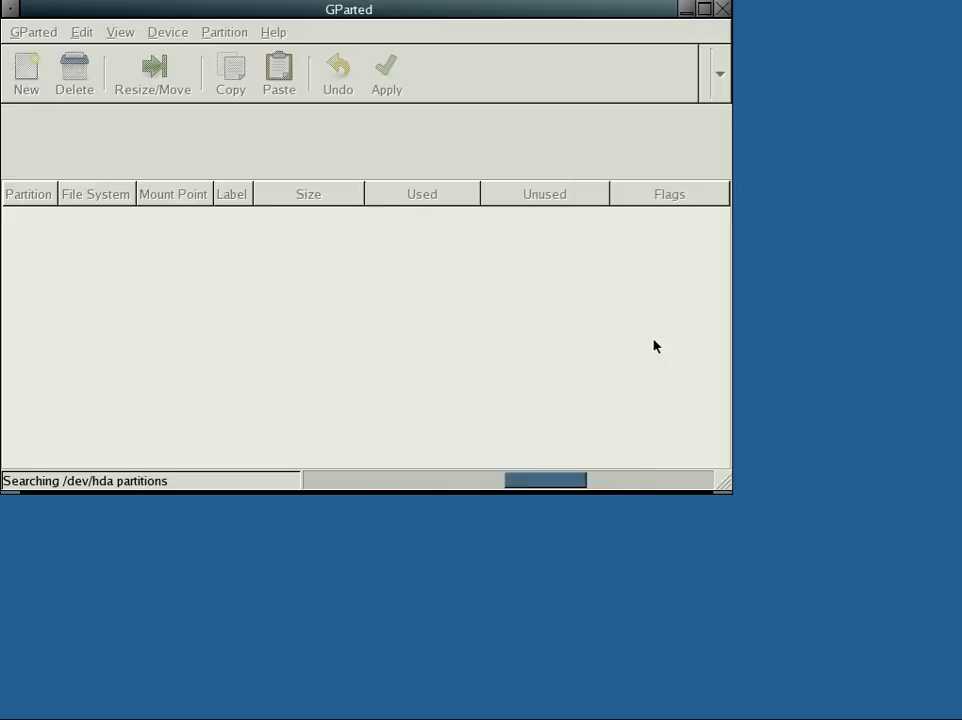 GParted
GParted Edit View Device Partition Help
New Delete Resize/Move Copy Paste Undo Apply
Partition File System Mount Point Label Size Used Unused Flags
Searching /dev/hda partitions